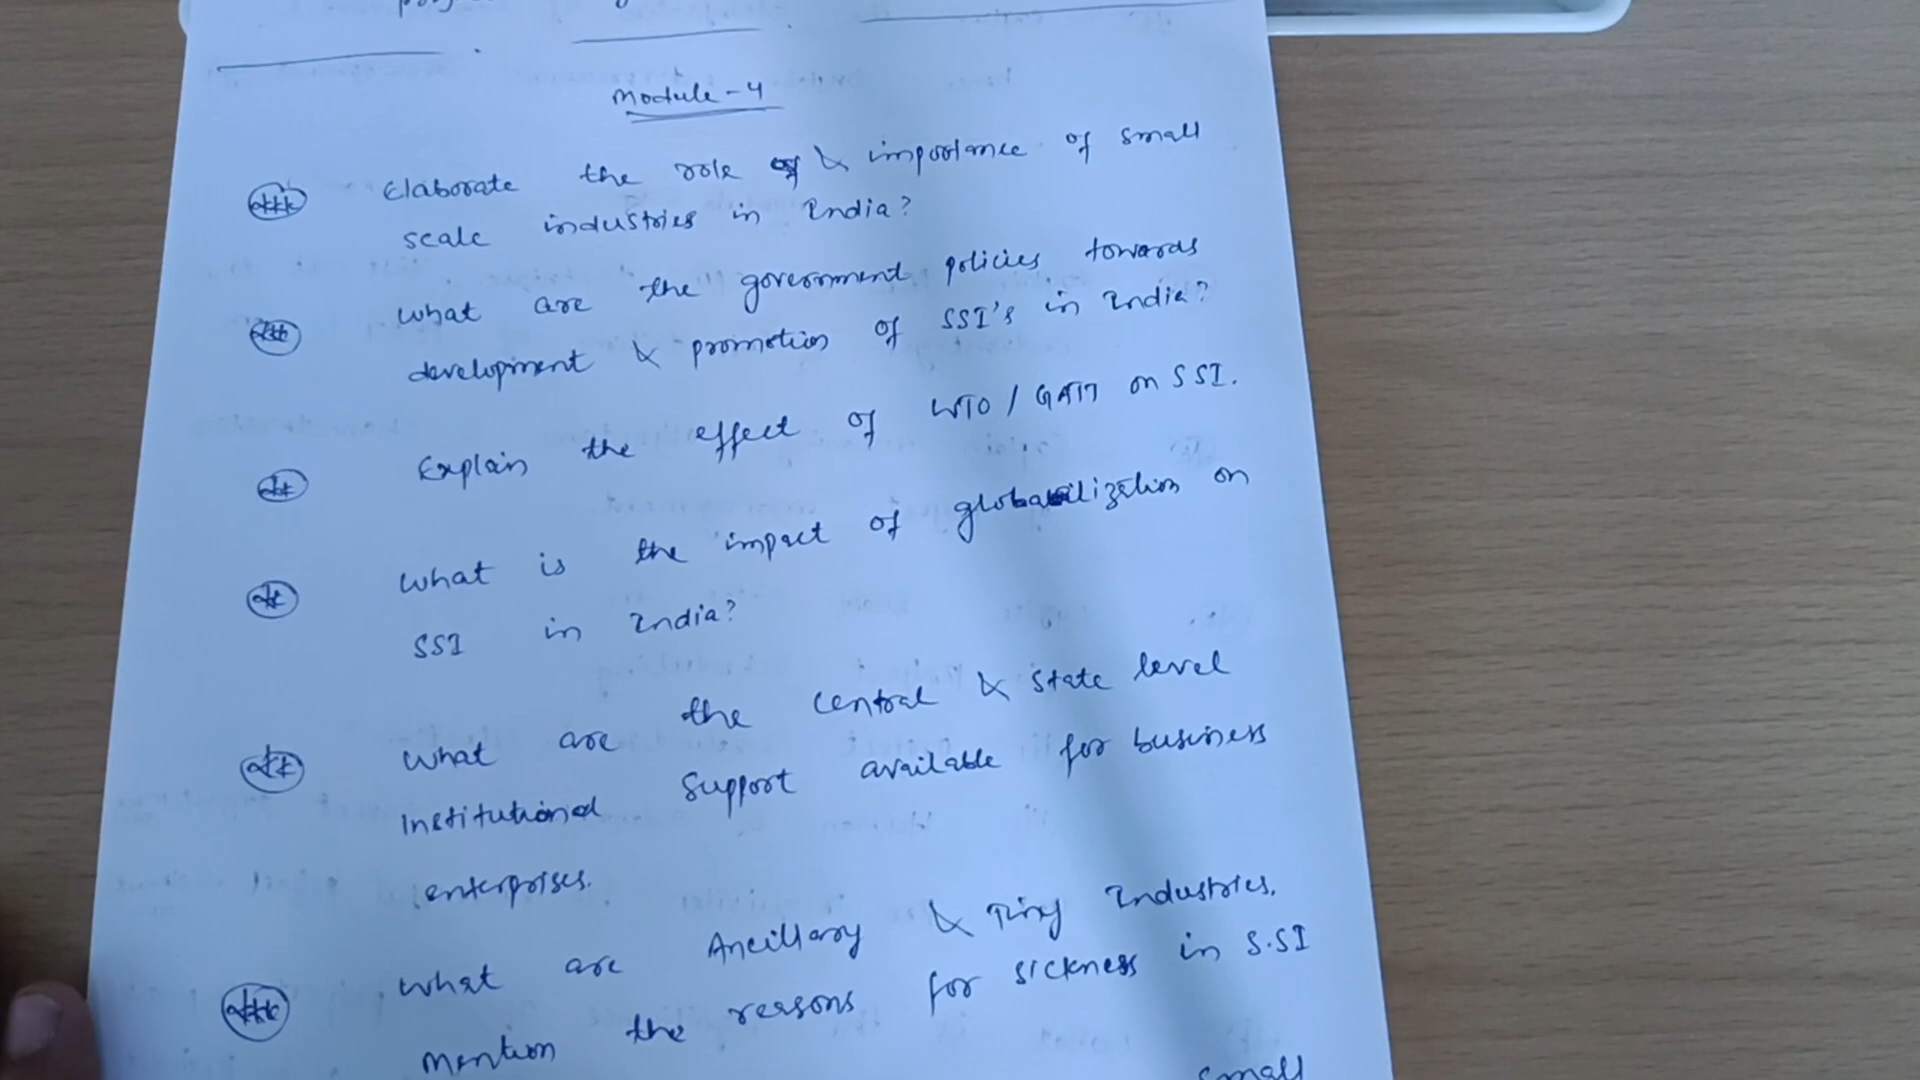 Module-4
Elaborate the role & importance of small
scale industries in India?
What are the government policies towards
development & promotion of SSI's in India?
Explain the effect of WTO / GATT on SSI.
What is the impact of globalization on
SSI in India?
What are the central & state level
Institutional Support available for business
enterprises.
What are Ancillary & Tiny Industries.
Mention the reasons for sickness in S.SI
small